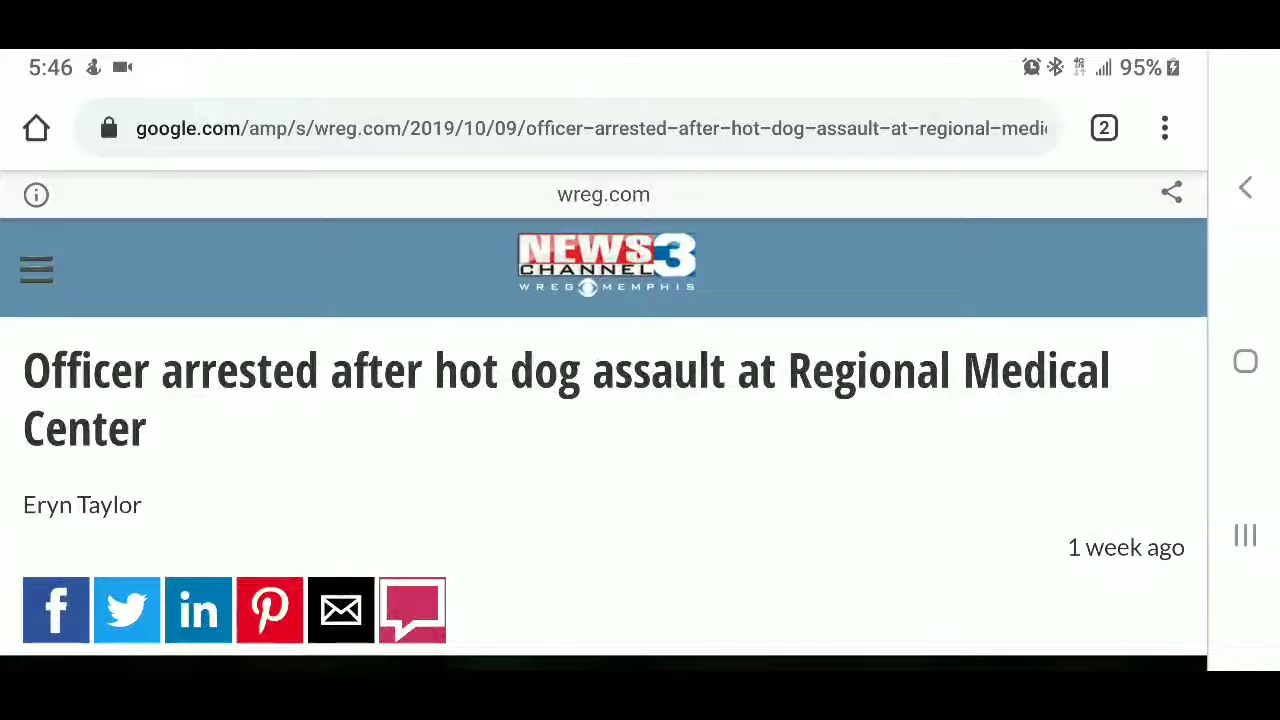 5:46
95%
google.com/amp/s/wreg.com/2019/10/09/officer-arrested-after-hot-dog-assault-at-regional-medi
2
wreg.com
NEWS
CHANNEL 3
WREG MEMPHIS
Officer arrested after hot dog assault at Regional Medical
Center
Eryn Taylor
1 week ago